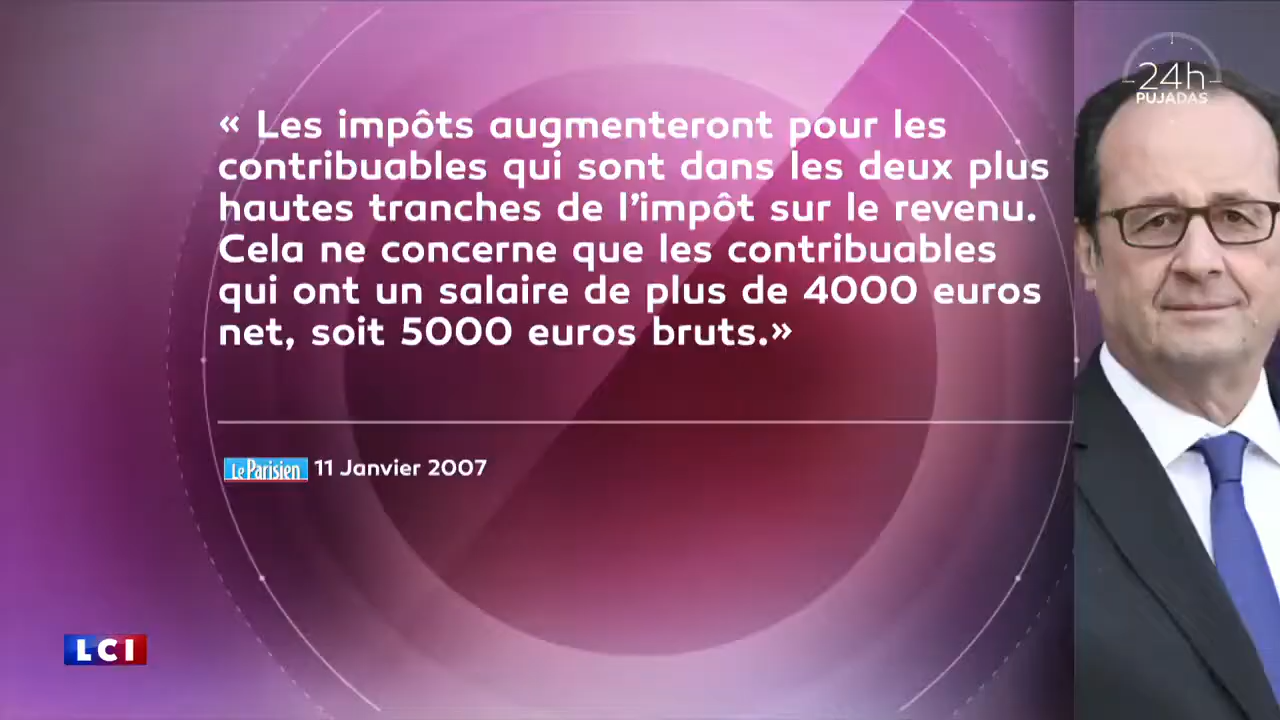 24h
PUJADAS
« Les impôts augmenteront pour les
contribuables qui sont dans les deux plus
hautes tranches de l'impôt sur le revenu.
Cela ne concerne que les contribuables
qui ont un salaire de plus de 4000 euros
net, soit 5000 euros bruts.»
Le Parisien 11 Janvier 2007
LCI